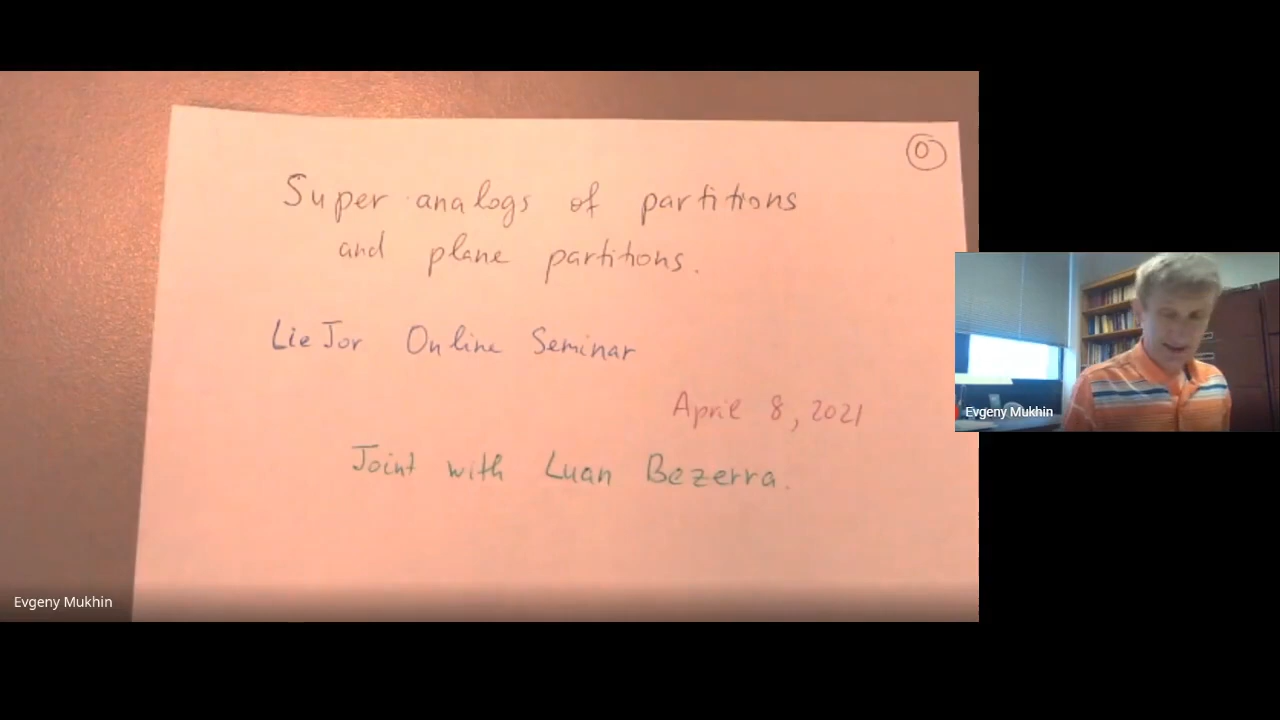 0
Super analogs of partitions
and plane partitions.
Lie Jor Online Seminar
April 8, 2021
Joint with Luan Bezerra.
Evgeny Mukhin
Evgeny Mukhin